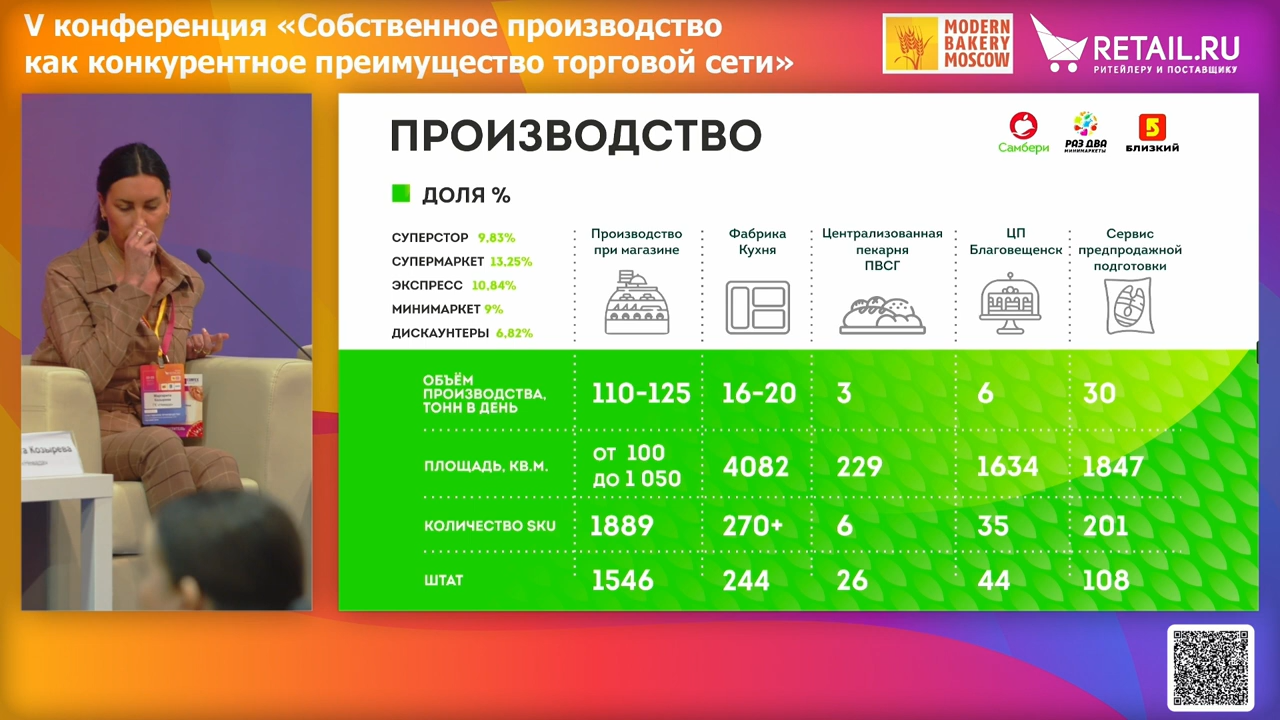 V конференция «Собственное производство
как конкурентное преимущество торговой сети»
MODERN
BAKERY
MOSCOW
RETAIL.RU
РИТЕЙЛЕРУ И ПОСТАВЩИКУ
ПРОИЗВОДСТВО
Самбери
РАЗ ДВА
МИНИМАРКЕТЫ
5
БЛИЗКИЙ
ДОЛЯ %
СУПЕРСТОР 9,83%
СУПЕРМАРКЕТ 13,25%
ЭКСПРЕСС 10,84%
МИНИМАРКЕТ 9%
ДИСКАУНТЕРЫ 6,82%
Производство
при магазине
Фабрика
Кухня
Централизованная
пекарня
ПВСГ
ЦП
Благовещенск
Сервис
предпродажной
подготовки
ОБЪЁМ
ПРОИЗВОДСТВА,
ТОНН В ДЕНЬ
110-125 16-20 3 6 30
ПЛОЩАДЬ, КВ.М.
ОТ 100
ДО 1 050
4082 229 1634 1847
КОЛИЧЕСТВО SKU 1889 270+ 6 35 201
ШТАТ 1546 244 26 44 108
а Козырева